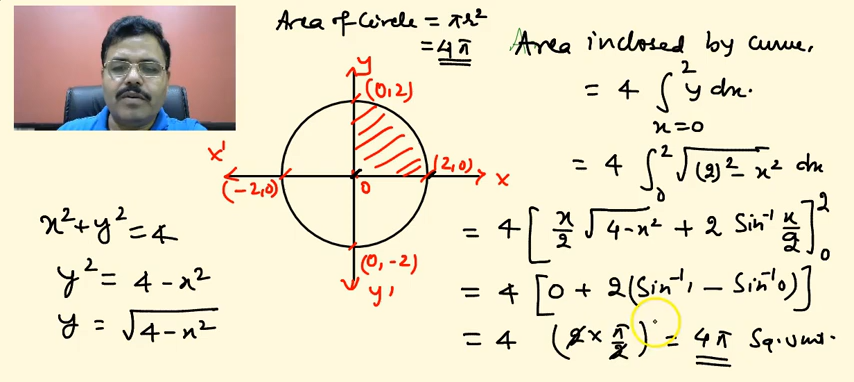 Area of Circle = πr²
= 4π
Area inclosed by curve,
= 4 ∫ₓ₌₀² y dx.
= 4 ∫₀² √((2)² − x²) dx
= 4 [x/2 √(4−x²) + 2 Sin⁻¹ x/2]₀²
= 4 [0 + 2(Sin⁻¹1 − Sin⁻¹0)]
= 4 (2 × π/2) = 4π Sq. unit.
y
(0,2)
x'
(−2,0)
0
(2,0)
x
(0,−2)
y'
x² + y² = 4
y² = 4 − x²
y = √(4−x²)